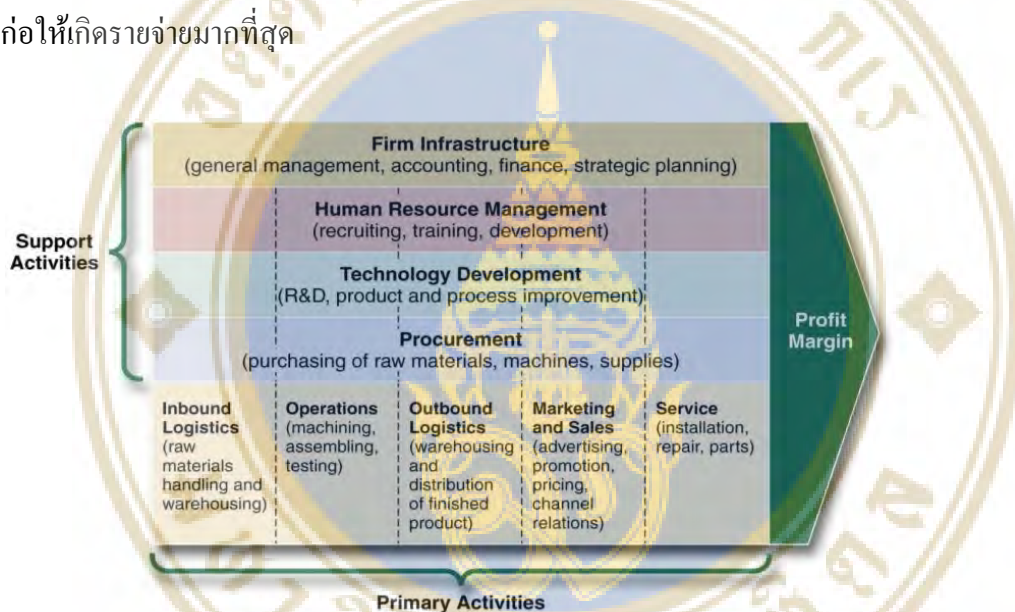 ก่อให้เกิดรายจ่ายมากที่สุด
Firm Infrastructure
(general management, accounting, finance, strategic planning)
Human Resource Management
(recruiting, training, development)
Support
Activities
Technology Development
(R&D, product and process improvement)
Procurement
(purchasing of raw materials, machines, supplies)
Profit
Margin
Inbound
Logistics
(raw
materials
handling and
warehousing)
Operations
(machining,
assembling,
testing)
Outbound
Logistics
(warehousing
and
distribution
of finished
product)
Marketing
and Sales
(advertising,
promotion,
pricing,
channel
relations)
Service
(installation,
repair, parts)
Primary Activities